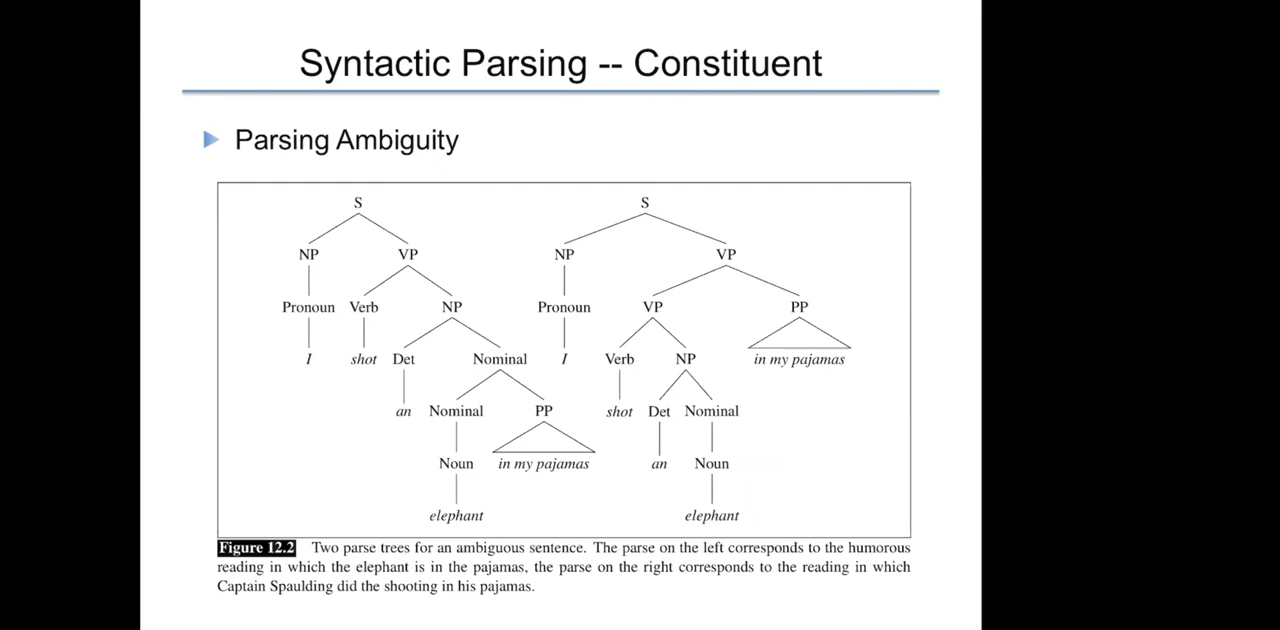 Syntactic Parsing -- Constituent
Parsing Ambiguity
S S
NP VP NP VP
Pronoun Verb NP Pronoun VP PP
I shot Det Nominal I Verb NP in my pajamas
an Nominal PP shot Det Nominal
Noun in my pajamas an Noun
elephant elephant
Figure 12.2 Two parse trees for an ambiguous sentence. The parse on the left corresponds to the humorous
reading in which the elephant is in the pajamas, the parse on the right corresponds to the reading in which
Captain Spaulding did the shooting in his pajamas.